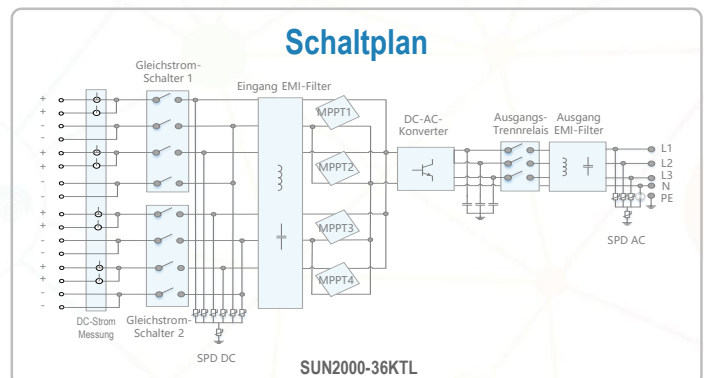 Schaltplan
Gleichstrom-
Schalter 1
Eingang EMI-Filter
MPPT1
MPPT2
MPPT3
MPPT4
DC-AC-
Konverter
Ausgangs-
Trennrelais
Ausgang
EMI-Filter
L1
L2
L3
N
PE
SPD AC
+
+
-
-
+
+
-
-
+
+
-
-
+
+
-
-
DC-Strom
Messung
Gleichstrom-
Schalter 2
SPD DC
SUN2000-36KTL